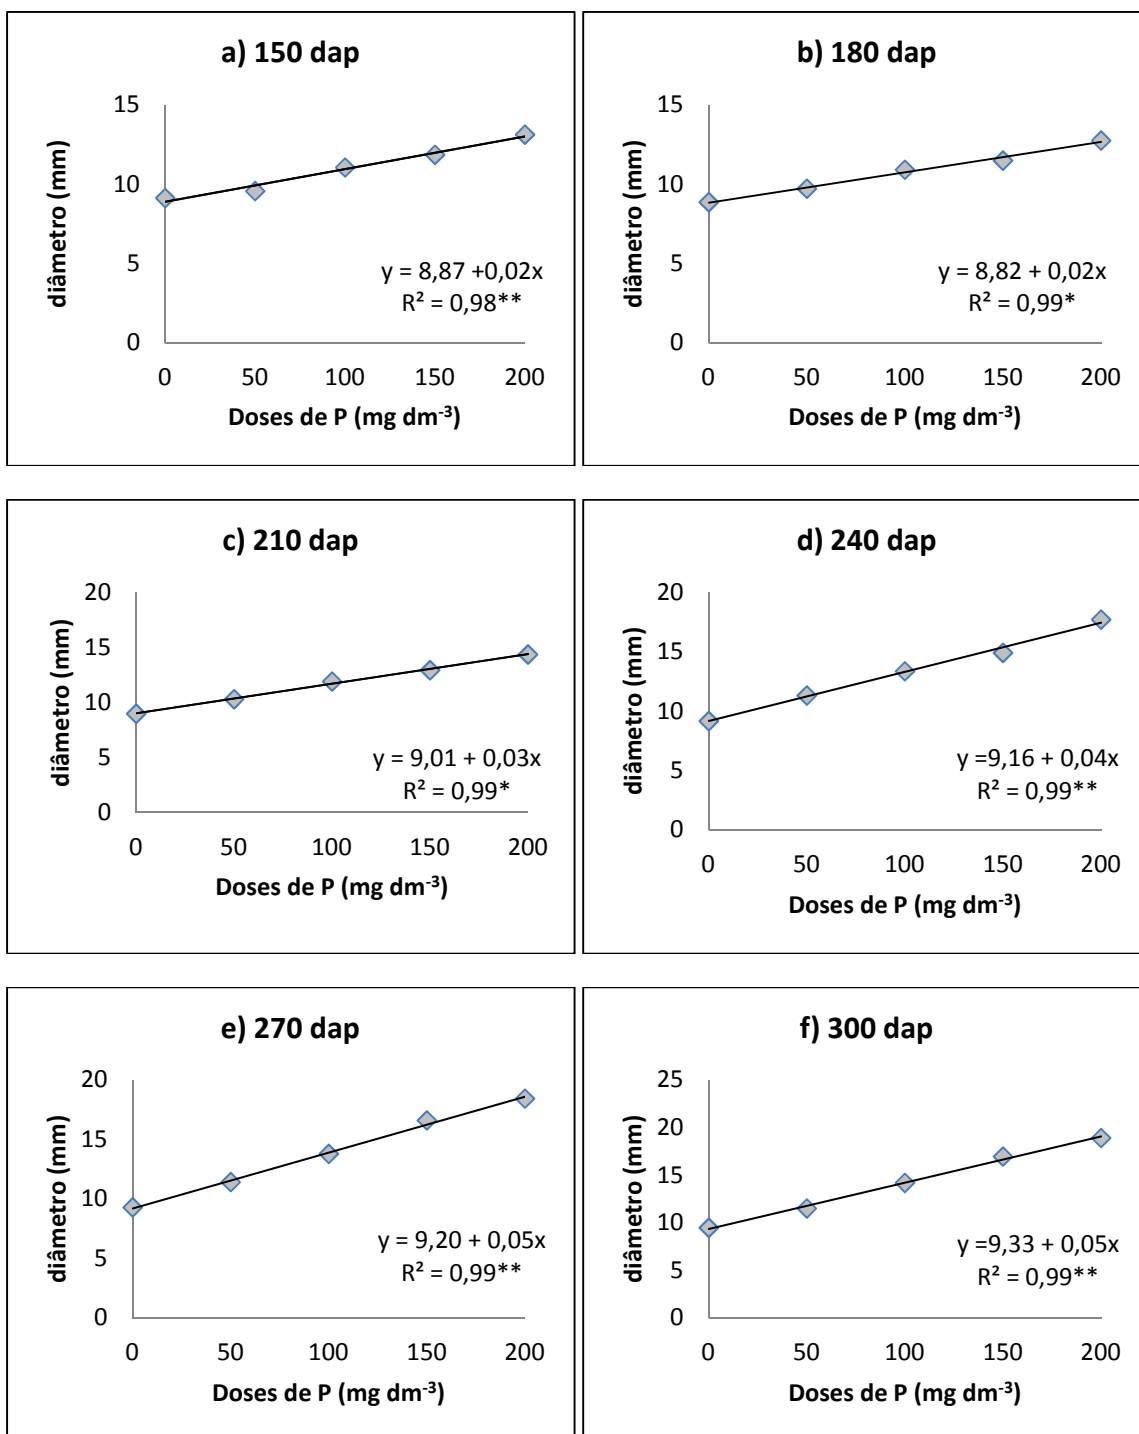 a) 150 dap
15
10
5
0
diâmetro (mm)
y = 8,87 +0,02x
R² = 0,98**
0 50 100 150 200
Doses de P (mg dm⁻³)
b) 180 dap
15
10
5
0
diâmetro (mm)
y = 8,82 + 0,02x
R² = 0,99*
0 50 100 150 200
Doses de P (mg dm⁻³)
c) 210 dap
20
15
10
5
0
diâmetro (mm)
y = 9,01 + 0,03x
R² = 0,99*
0 50 100 150 200
Doses de P (mg dm⁻³)
d) 240 dap
20
15
10
5
0
diâmetro (mm)
y =9,16 + 0,04x
R² = 0,99**
0 50 100 150 200
Doses de P (mg dm⁻³)
e) 270 dap
20
15
10
5
0
diâmetro (mm)
y = 9,20 + 0,05x
R² = 0,99**
0 50 100 150 200
Doses de P (mg dm⁻³)
f) 300 dap
25
20
15
10
5
0
diâmetro (mm)
y =9,33 + 0,05x
R² = 0,99**
0 50 100 150 200
Doses de P (mg dm⁻³)